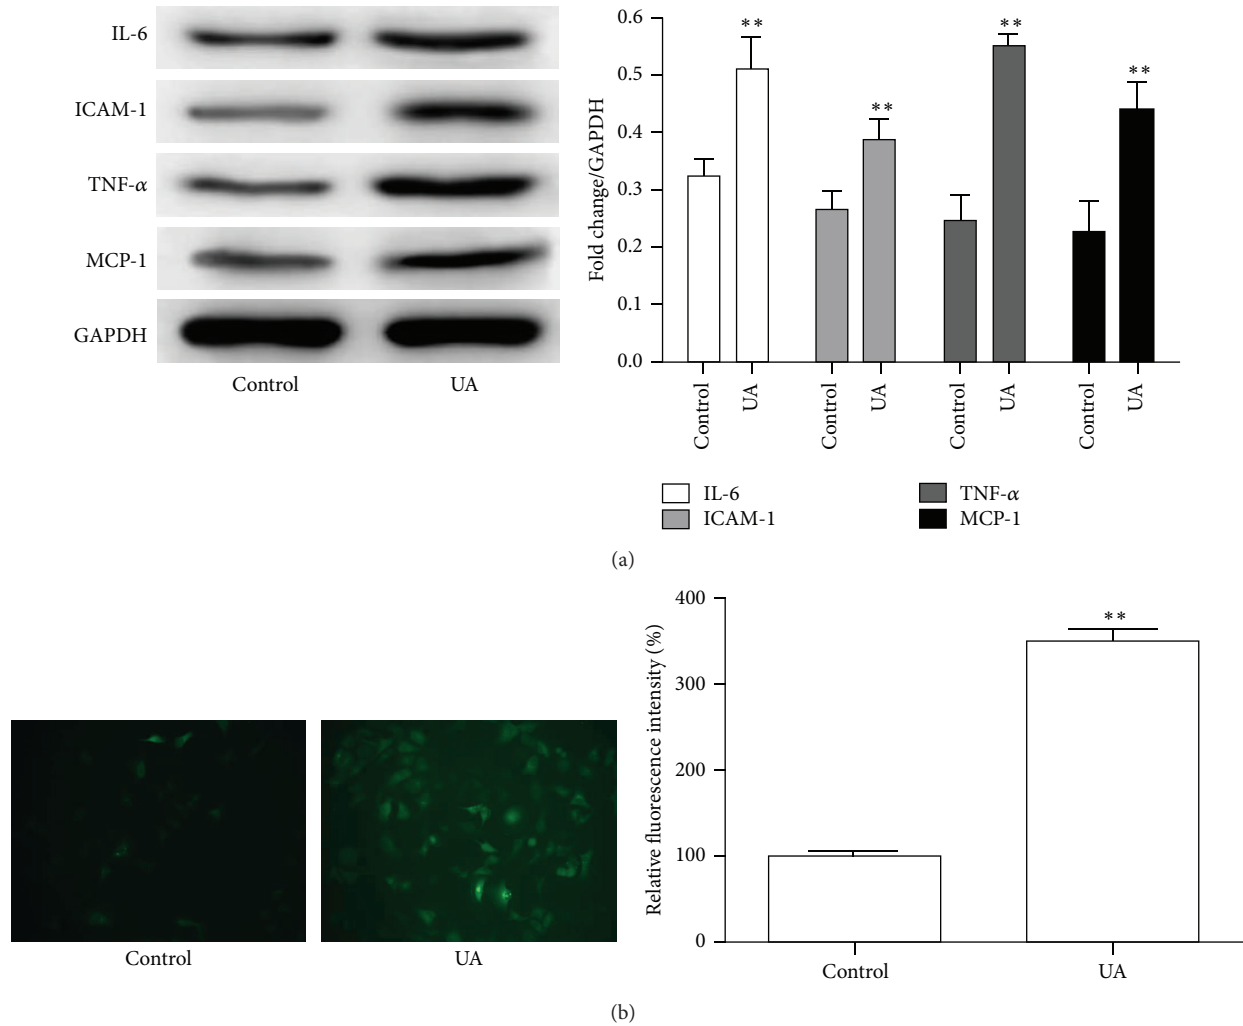 IL-6
ICAM-1
TNF-α
MCP-1
GAPDH
Control UA
Fold change/GAPDH
0.6
0.5
0.4
0.3
0.2
0.1
0.0
** ** ** **
Control UA Control UA Control UA Control UA
IL-6 TNF-α
ICAM-1 MCP-1
(a)
Control UA
Relative fluorescence intensity (%)
400
300
200
100
0
**
Control UA
(b)